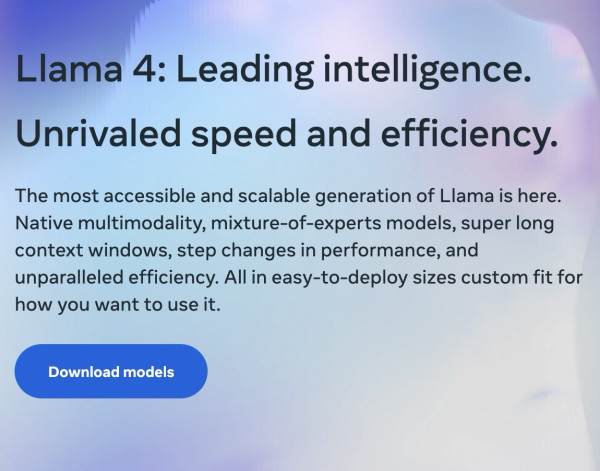 Llama 4: Leading intelligence.
Unrivaled speed and efficiency.
The most accessible and scalable generation of Llama is here.
Native multimodality, mixture-of-experts models, super long
context windows, step changes in performance, and
unparalleled efficiency. All in easy-to-deploy sizes custom fit for
how you want to use it.
Download models